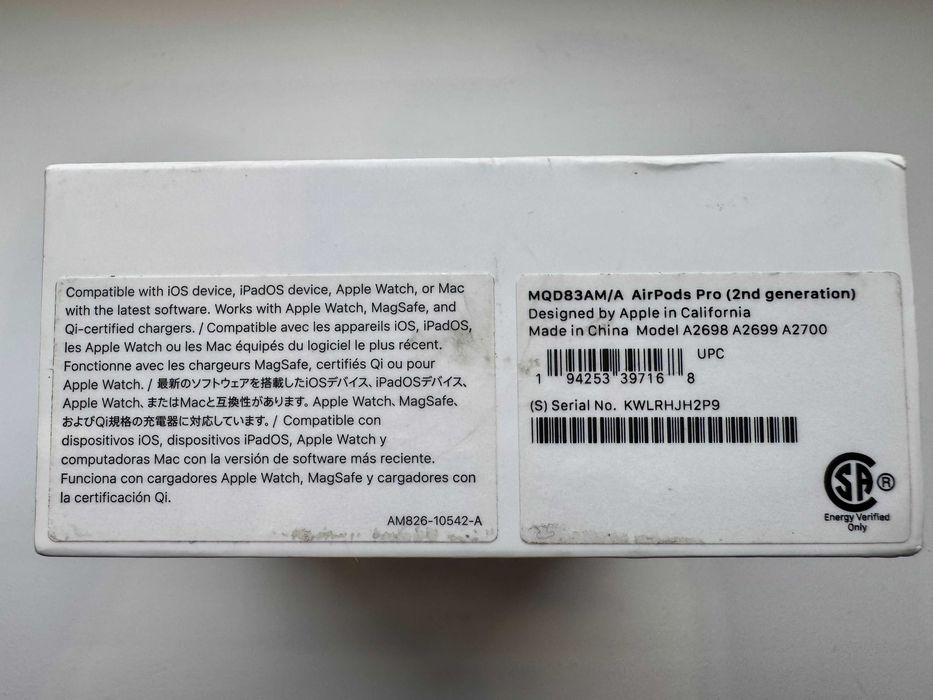 Compatible with iOS device, iPadOS device, Apple Watch, or Mac
with the latest software. Works with Apple Watch, MagSafe, and
Qi-certified chargers. / Compatible avec les appareils iOS, iPadOS,
les Apple Watch ou les Mac équipés du logiciel le plus récent.
Fonctionne avec les chargeurs MagSafe, certifiés Qi ou pour
Apple Watch. / 最新のソフトウェアを搭載したiOSデバイス、iPadOSデバイス、
Apple Watch、またはMacと互換性があります。Apple Watch、MagSafe、
およびQi規格の充電器に対応しています。/ Compatible con
dispositivos iOS, dispositivos iPadOS, Apple Watch y
computadoras Mac con la versión de software más reciente.
Funciona con cargadores Apple Watch, MagSafe y cargadores con
la certificación Qi.
AM826-10542-A
MQD83AM/A AirPods Pro (2nd generation)
Designed by Apple in California
Made in China Model A2698 A2699 A2700
UPC
1 94253 39716 8
(S) Serial No. KWLRHJH2P9
SA ®
Energy Verified
Only